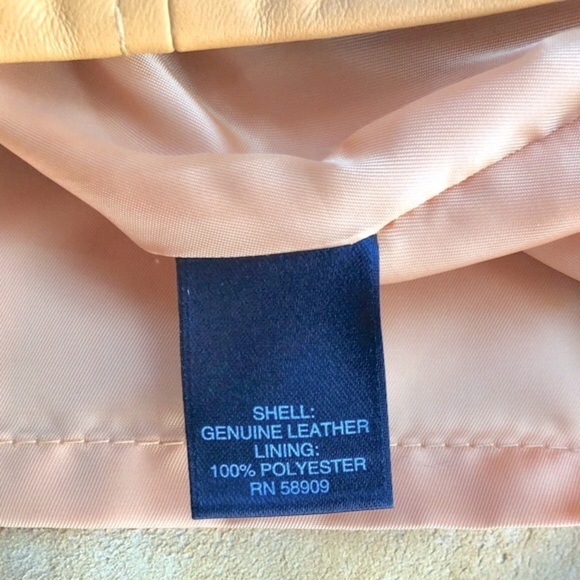 SHELL:
GENUINE LEATHER
LINING:
100% POLYESTER
RN 58909